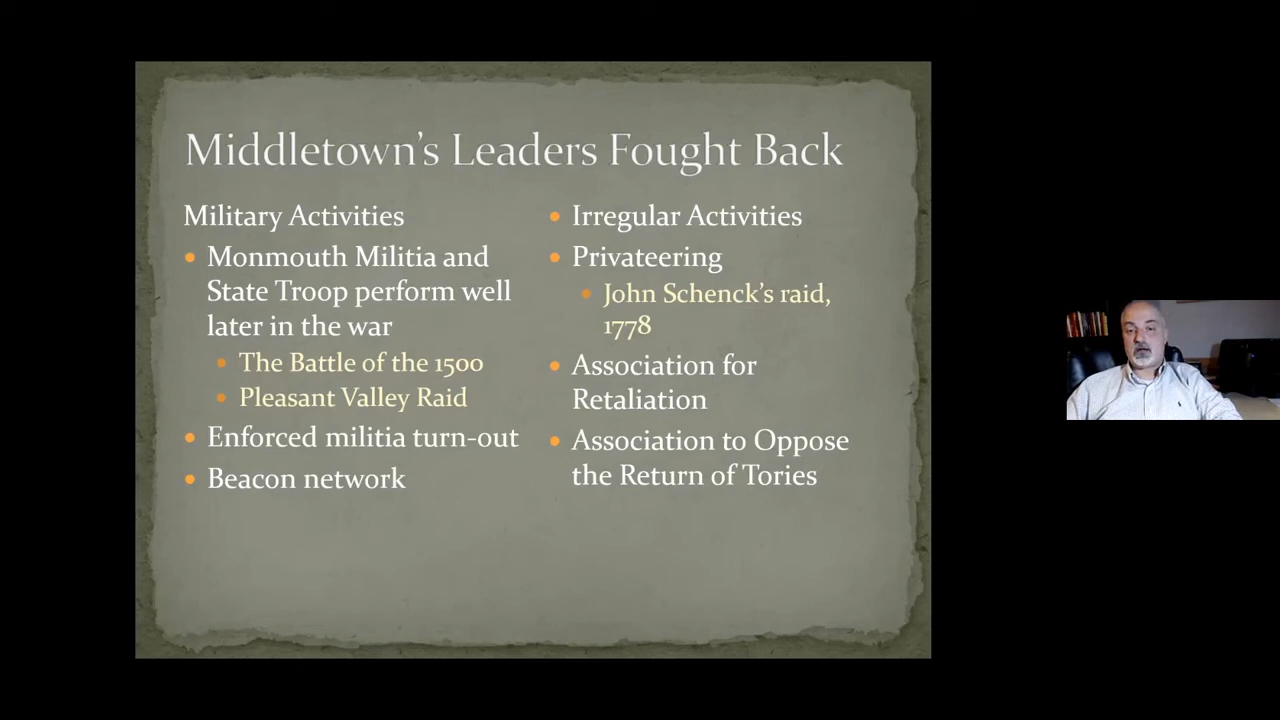 Middletown's Leaders Fought Back
Military Activities
Monmouth Militia and
State Troop perform well
later in the war
The Battle of the 1500
Pleasant Valley Raid
Enforced militia turn-out
Beacon network
Irregular Activities
Privateering
John Schenck's raid,
1778
Association for
Retaliation
Association to Oppose
the Return of Tories